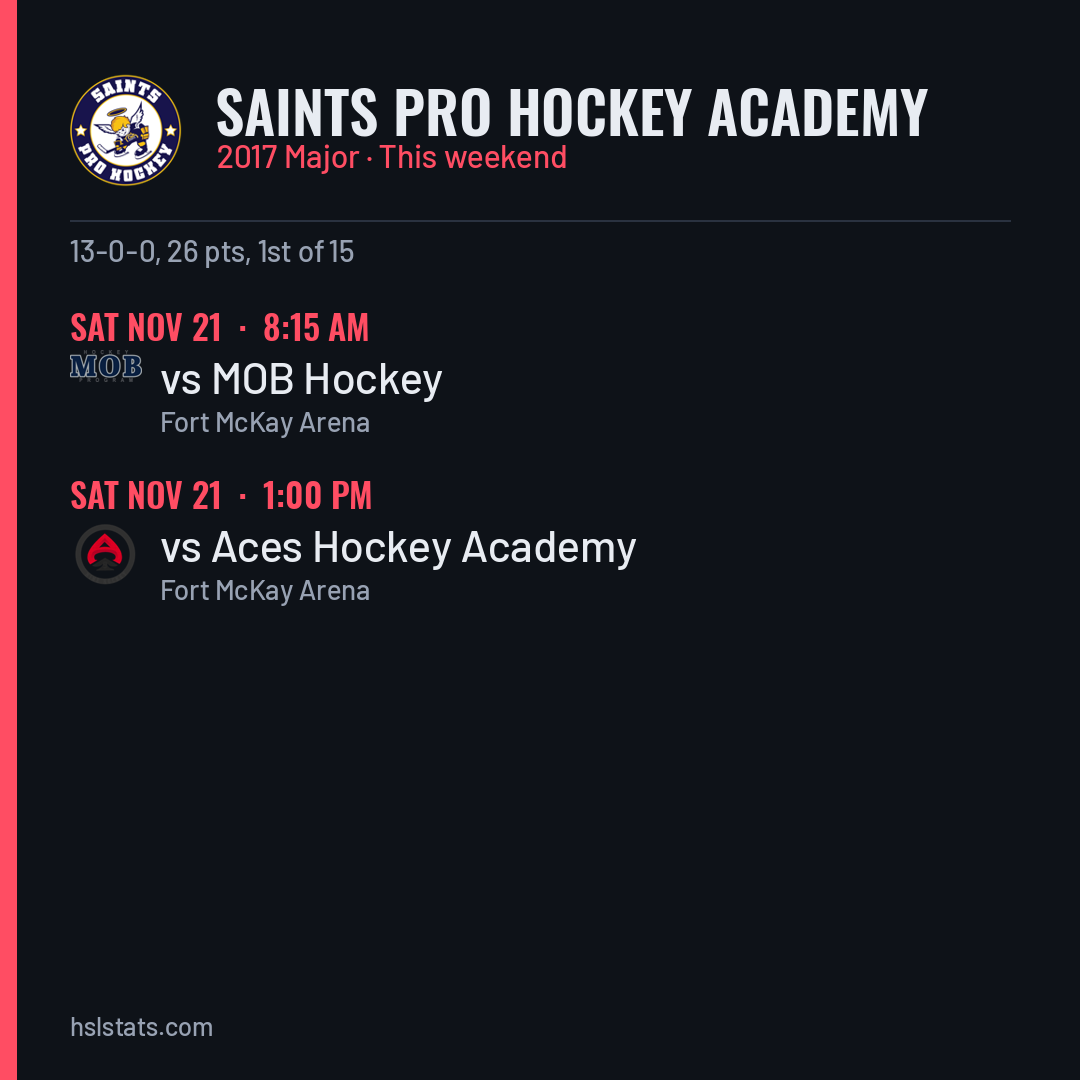 SAINTS
PRO HOCKEY
SAINTS PRO HOCKEY ACADEMY
2017 Major · This weekend
13-0-0, 26 pts, 1st of 15
SAT NOV 21 · 8:15 AM
HOCKEY
MOB
PROGRAM
vs MOB Hockey
Fort McKay Arena
SAT NOV 21 · 1:00 PM
vs Aces Hockey Academy
Fort McKay Arena
hslstats.com